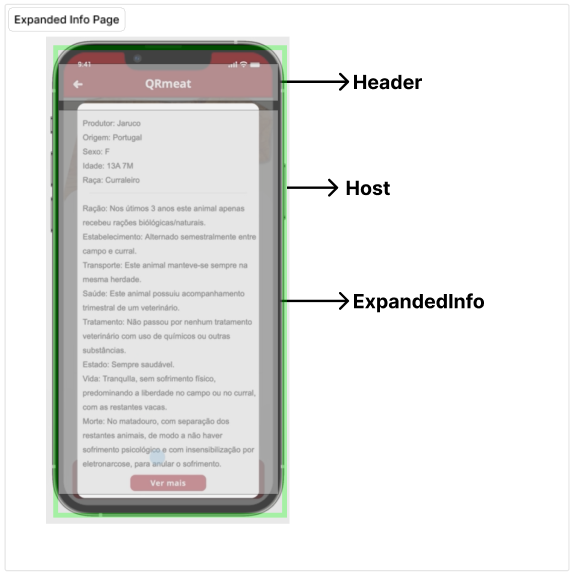 Expanded Info Page
9:41
QRmeat
Header
Produtor: Jaruco
Origem: Portugal
Sexo: F
Idade: 13A 7M
Raça: Curraleiro
Host
Ração: Nos útimos 3 anos este animal apenas
recebeu rações biológicas/naturais.
Estabelecimento: Alternado semestralmente entre
campo e curral.
Transporte: Este animal manteve-se sempre na
mesma herdade.
Saúde: Este animal possuiu acompanhamento
trimestral de um veterinário.
ExpandedInfo
Tratamento: Não passou por nenhum tratamento
veterinário com uso de químicos ou outras
substâncias.
Estado: Sempre saudável.
Vida: Tranquila, sem sofrimento físico,
predominando a liberdade no campo ou no curral,
com as restantes vacas.
Morte: No matadouro, com separação dos
restantes animais, de modo a não haver
sofrimento psicológico e com insensibilização por
eletronarcose, para anular o sofrimento.
Ver mais